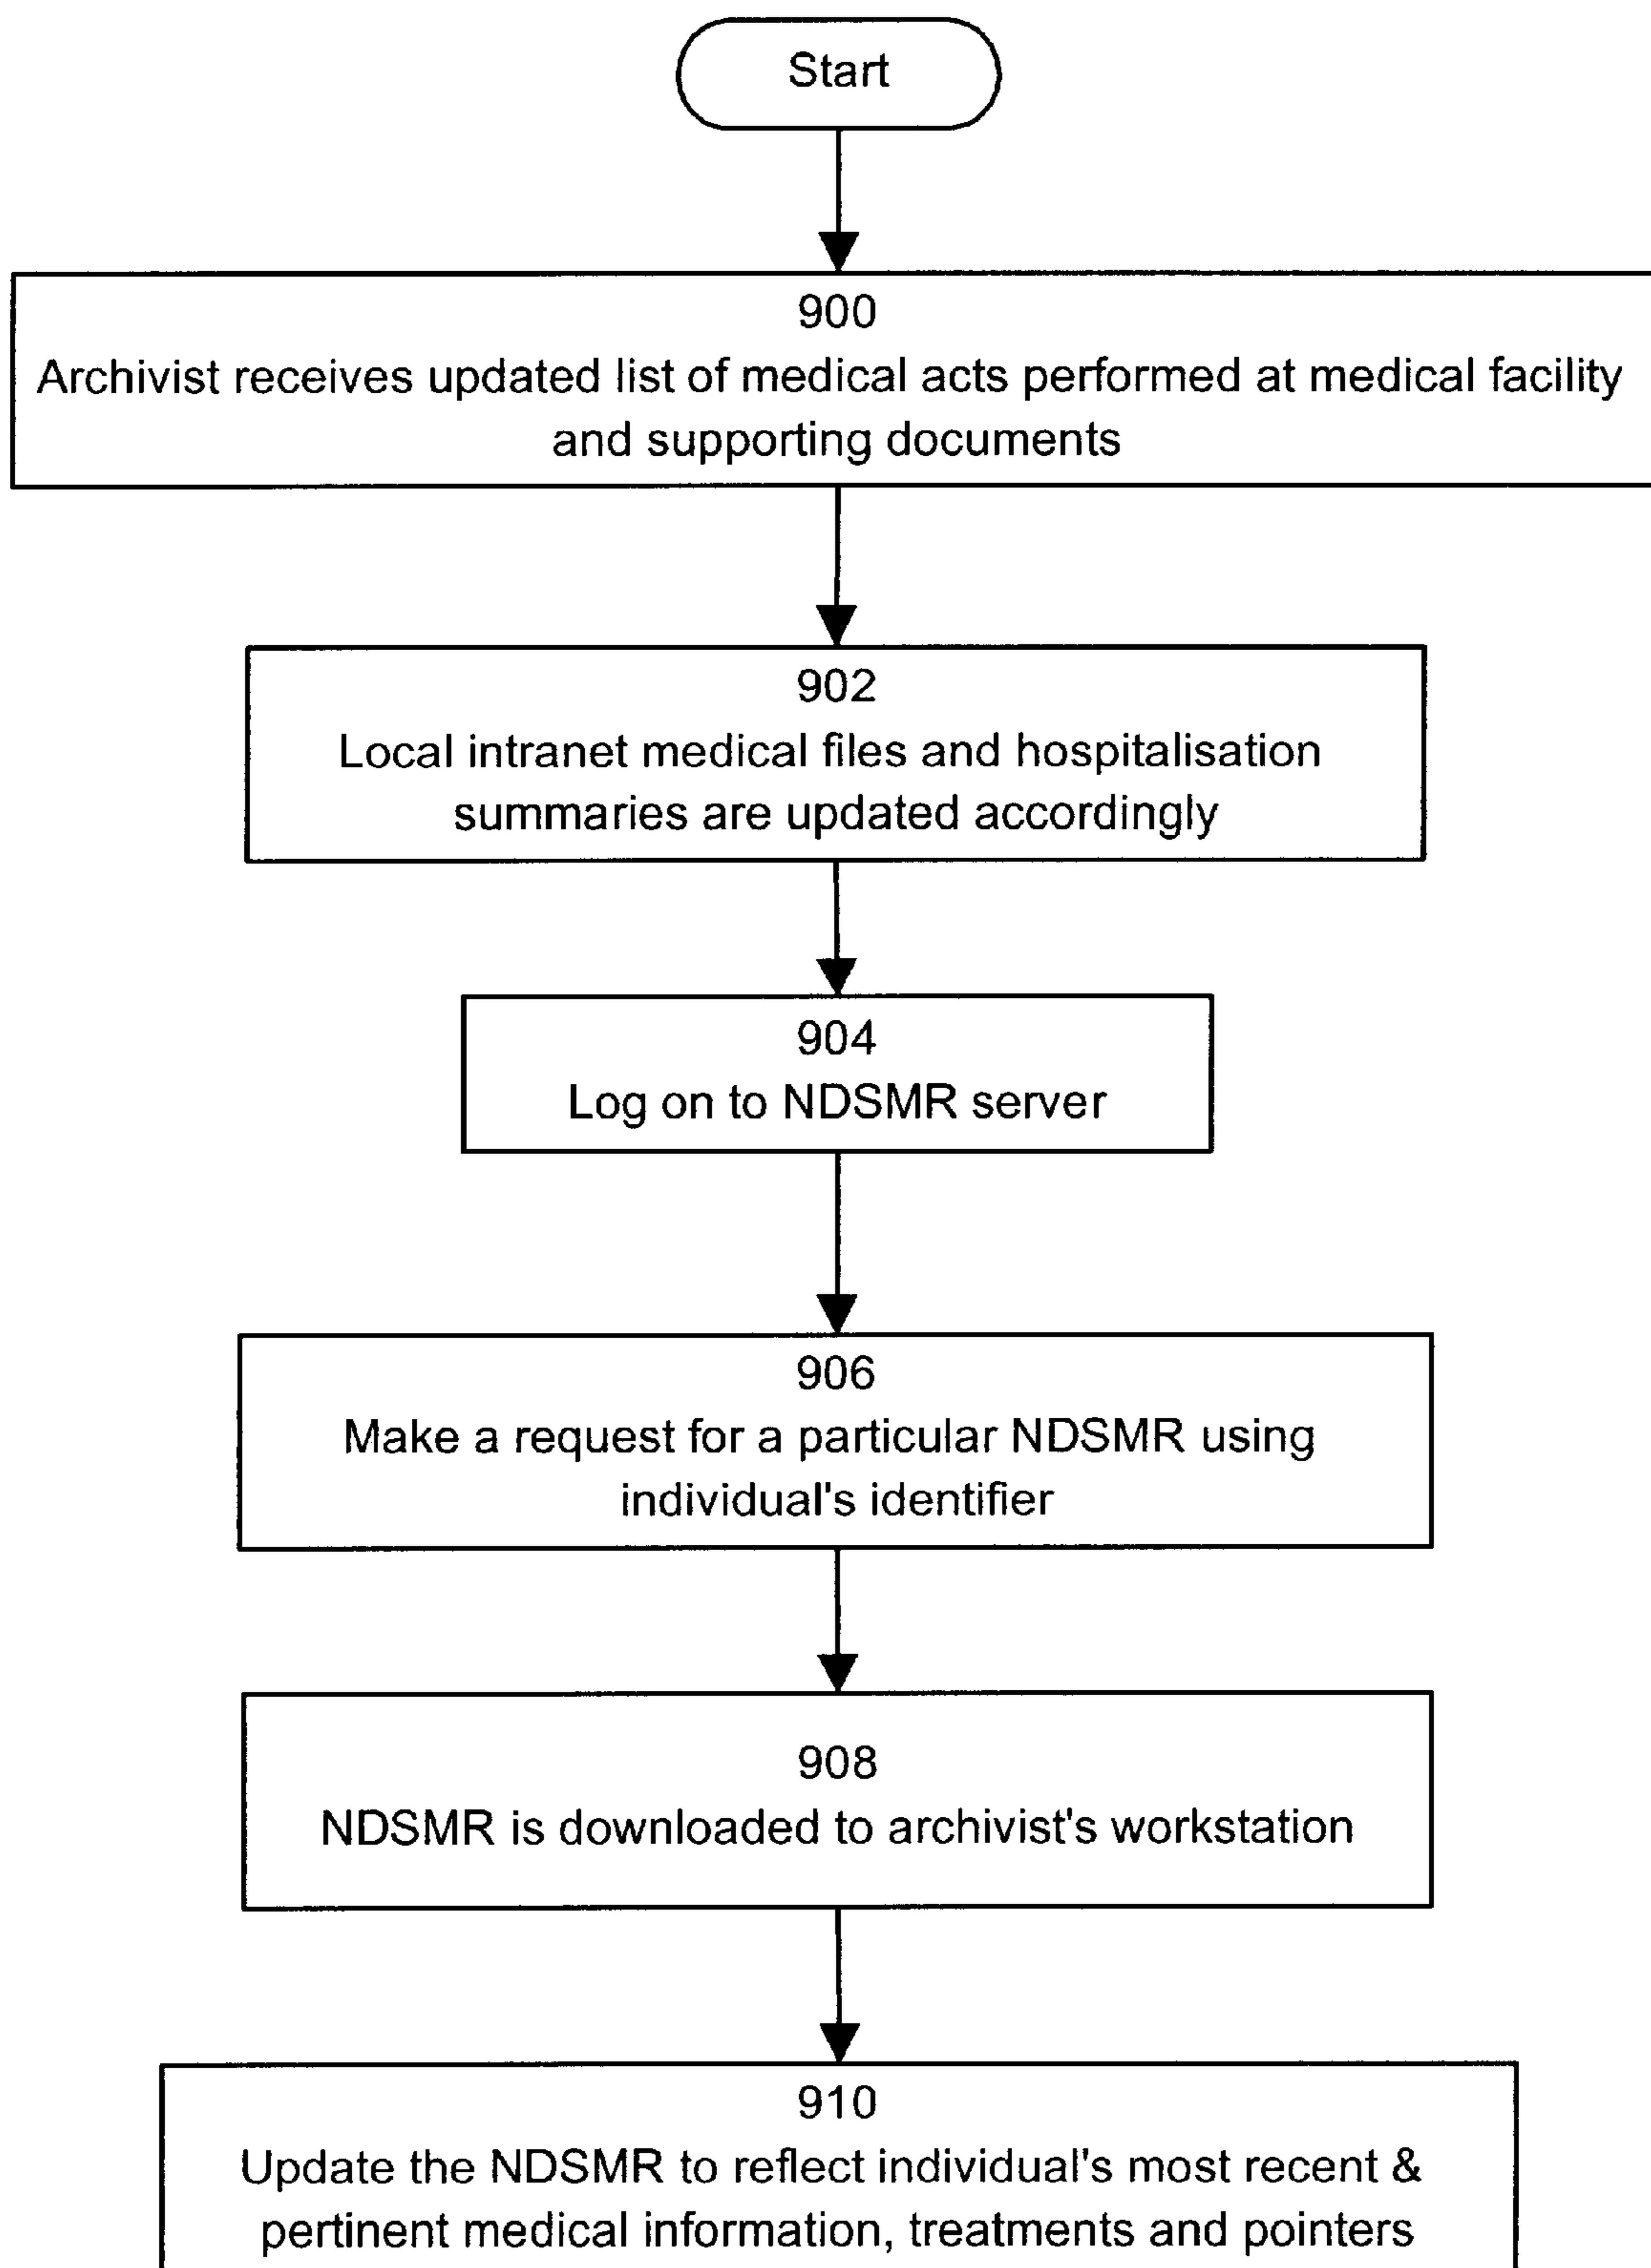 Start
900
Archivist receives updated list of medical acts performed at medical facility
and supporting documents
902
Local intranet medical files and hospitalisation
summaries are updated accordingly
904
Log on to NDSMR server
906
Make a request for a particular NDSMR using
individual's identifier
908
NDSMR is downloaded to archivist's workstation
910
Update the NDSMR to reflect individual's most recent &
pertinent medical information, treatments and pointers